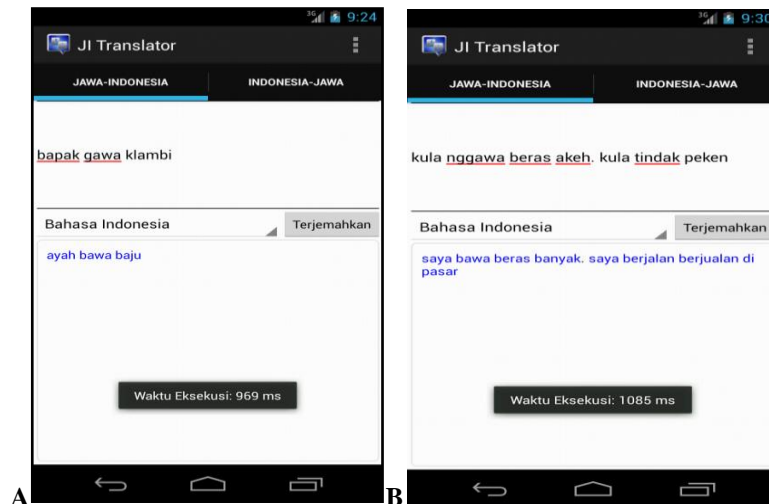 3G 9:24
JI Translator
JAWA-INDONESIA INDONESIA-JAWA
bapak gawa klambi
Bahasa Indonesia Terjemahkan
ayah bawa baju
Waktu Eksekusi: 969 ms
A
3G 9:30
JI Translator
JAWA-INDONESIA INDONESIA-JAWA
kula nggawa beras akeh. kula tindak peken
Bahasa Indonesia Terjemahkan
saya bawa beras banyak. saya berjalan berjualan di
pasar
Waktu Eksekusi: 1085 ms
B